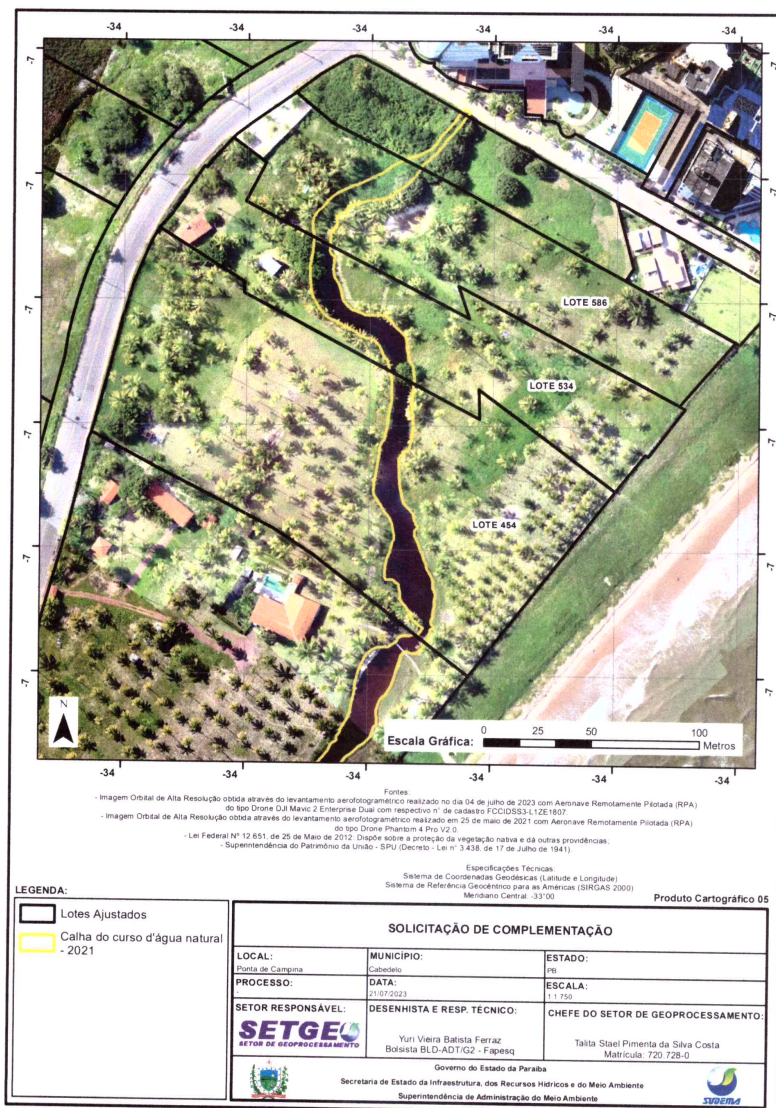 -34 -34 -34 -34 -34 -34
-7 -7
-7 -7
-7 -7
LOTE 586
-7 -7
LOTE 534
-7 -7
LOTE 454
-7 -7
N
Escala Gráfica: 0 25 50 100 Metros
-34 -34 -34 -34 -34 -34
Fontes:
- Imagem Orbital de Alta Resolução obtida através do levantamento aerofotogramétrico realizado no dia 04 de julho de 2023 com Aeronave Remotamente Pilotada (RPA)
do tipo Drone DJI Mavic 2 Enterprise Dual com respectivo n° de cadastro FCCIDSS3-L1ZE1807.
- Imagem Orbital de Alta Resolução obtida através do levantamento aerofotogramétrico realizado em 25 de maio de 2021 com Aeronave Remotamente Pilotada (RPA)
do tipo Drone Phantom 4 Pro V2.0.
- Lei Federal Nº 12.651, de 25 de Maio de 2012: Dispõe sobre a proteção da vegetação nativa e dá outras providências;
- Superintendência do Patrimônio da União - SPU (Decreto - Lei n° 3.438, de 17 de Julho de 1941).
Especificações Técnicas:
Sistema de Coordenadas Geodésicas (Latitude e Longitude)
Sistema de Referência Geocêntrico para as Américas (SIRGAS 2000)
Meridiano Central: -33°00
Produto Cartográfico 05
LEGENDA:
Lotes Ajustados
Calha do curso d'água natural
- 2021
SOLICITAÇÃO DE COMPLEMENTAÇÃO
LOCAL: MUNICÍPIO: ESTADO:
Ponta de Campina Cabedelo PB
PROCESSO: DATA: ESCALA:
- 21/07/2023 1:1.750
SETOR RESPONSÁVEL: DESENHISTA E RESP. TÉCNICO: CHEFE DO SETOR DE GEOPROCESSAMENTO:
SETGEO
SETOR DE GEOPROCESSAMENTO
Yuri Vieira Batista Ferraz Talita Stael Pimenta da Silva Costa
Bolsista BLD-ADT/G2 - Fapesq Matrícula: 720.728-0
Governo do Estado da Paraíba
Secretaria de Estado da Infraestrutura, dos Recursos Hídricos e do Meio Ambiente
Superintendência de Administração do Meio Ambiente
SUDEMA